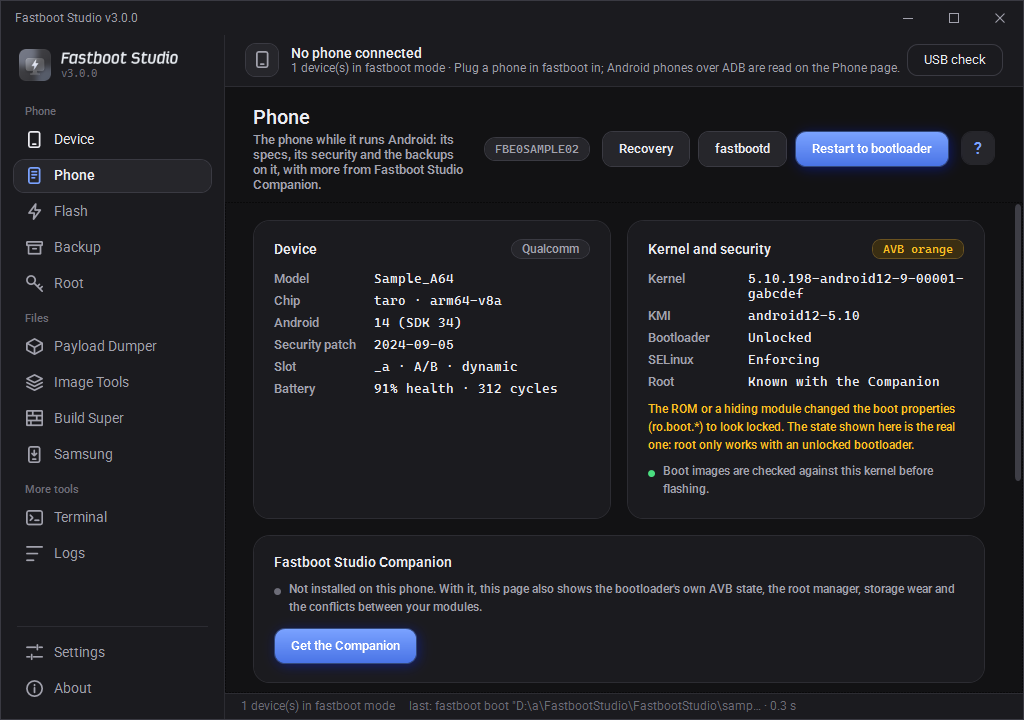 Fastboot Studio v3.0.0
Fastboot Studio
v3.0.0
Phone
Device
Phone
Flash
Backup
Root
Files
Payload Dumper
Image Tools
Build Super
Samsung
More tools
Terminal
Logs
Settings
About
No phone connected
1 device(s) in fastboot mode · Plug a phone in fastboot in; Android phones over ADB are read on the Phone page.
USB check
Phone
The phone while it runs Android: its
specs, its security and the backups
on it, with more from Fastboot Studio
Companion.
FBE0SAMPLE02
Recovery
fastbootd
Restart to bootloader
?
Device
Qualcomm
Model Sample_A64
Chip taro · arm64-v8a
Android 14 (SDK 34)
Security patch 2024-09-05
Slot _a · A/B · dynamic
Battery 91% health · 312 cycles
Kernel and security
AVB orange
Kernel 5.10.198-android12-9-00001-
gabcdef
KMI android12-5.10
Bootloader Unlocked
SELinux Enforcing
Root Known with the Companion
The ROM or a hiding module changed the boot properties
(ro.boot.*) to look locked. The state shown here is the real
one: root only works with an unlocked bootloader.
Boot images are checked against this kernel before
flashing.
Fastboot Studio Companion
Not installed on this phone. With it, this page also shows the bootloader's own AVB state, the root manager, storage wear and
the conflicts between your modules.
Get the Companion
1 device(s) in fastboot mode last: fastboot boot "D:\a\FastbootStudio\FastbootStudio\samp… · 0.3 s